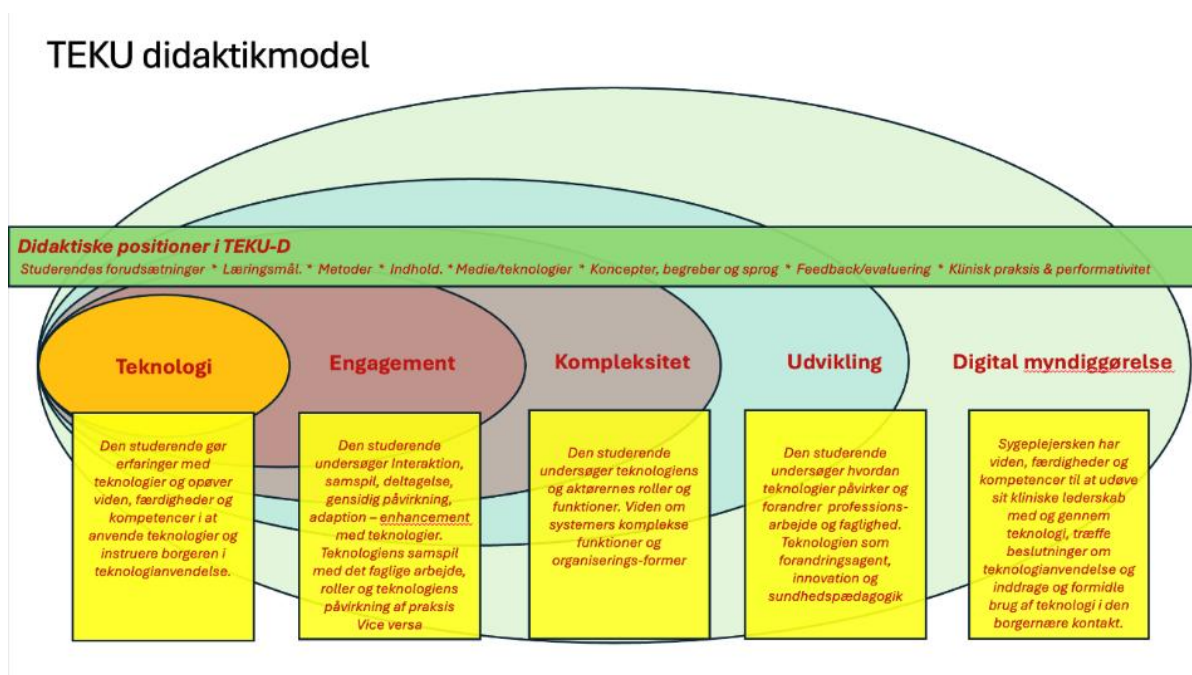 TEKU didaktikmodel
Didaktiske positioner i TEKU-D
Studerendes forudsætninger * Læringsmål. * Metoder * Indhold. * Medie/teknologier * Koncepter, begreber og sprog * Feedback/evaluering * Klinisk praksis & performativitet
Teknologi
Engagement
Kompleksitet
Udvikling
Digital myndiggørelse
Den studerende gør
erfaringer med
teknologier og opøver
viden, færdigheder og
kompetencer i at
anvende teknologier og
instruere borgeren i
teknologianvendelse.
Den studerende
undersøger Interaktion,
samspil, deltagelse,
gensidig påvirkning,
adaption – enhancement
med teknologier.
Teknologiens samspil
med det faglige arbejde,
roller og teknologiens
påvirkning af praksis
Vice versa
Den studerende
undersøger teknologiens
og aktørernes roller og
funktioner. Viden om
systemers komplekse
funktioner og
organiserings-former
Den studerende
undersøger hvordan
teknologier påvirker og
forandrer professions-
arbejde og faglighed.
Teknologien som
forandringsagent,
innovation og
sundhedspædagogik
Sygeplejersken har
viden, færdigheder og
kompetencer til at udøve
sit kliniske lederskab
med og gennem
teknologi, træffe
beslutninger om
teknologianvendelse og
inddrage og formidle
brug af teknologi i den
borgernære kontakt.